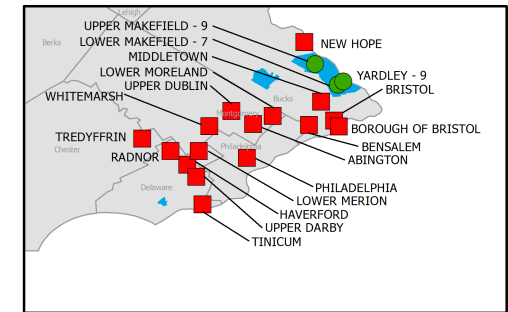 Lehigh
UPPER MAKEFIELD - 9
LOWER MAKEFIELD - 7
NEW HOPE
Berks
MIDDLETOWN
LOWER MORELAND
YARDLEY - 9
UPPER DUBLIN
BRISTOL
WHITEMARSH
Bucks
Montgomery
BOROUGH OF BRISTOL
TREDYFFRIN
Chester
Philadelphia
BENSALEM
RADNOR
ABINGTON
Delaware
PHILADELPHIA
LOWER MERION
HAVERFORD
UPPER DARBY
TINICUM